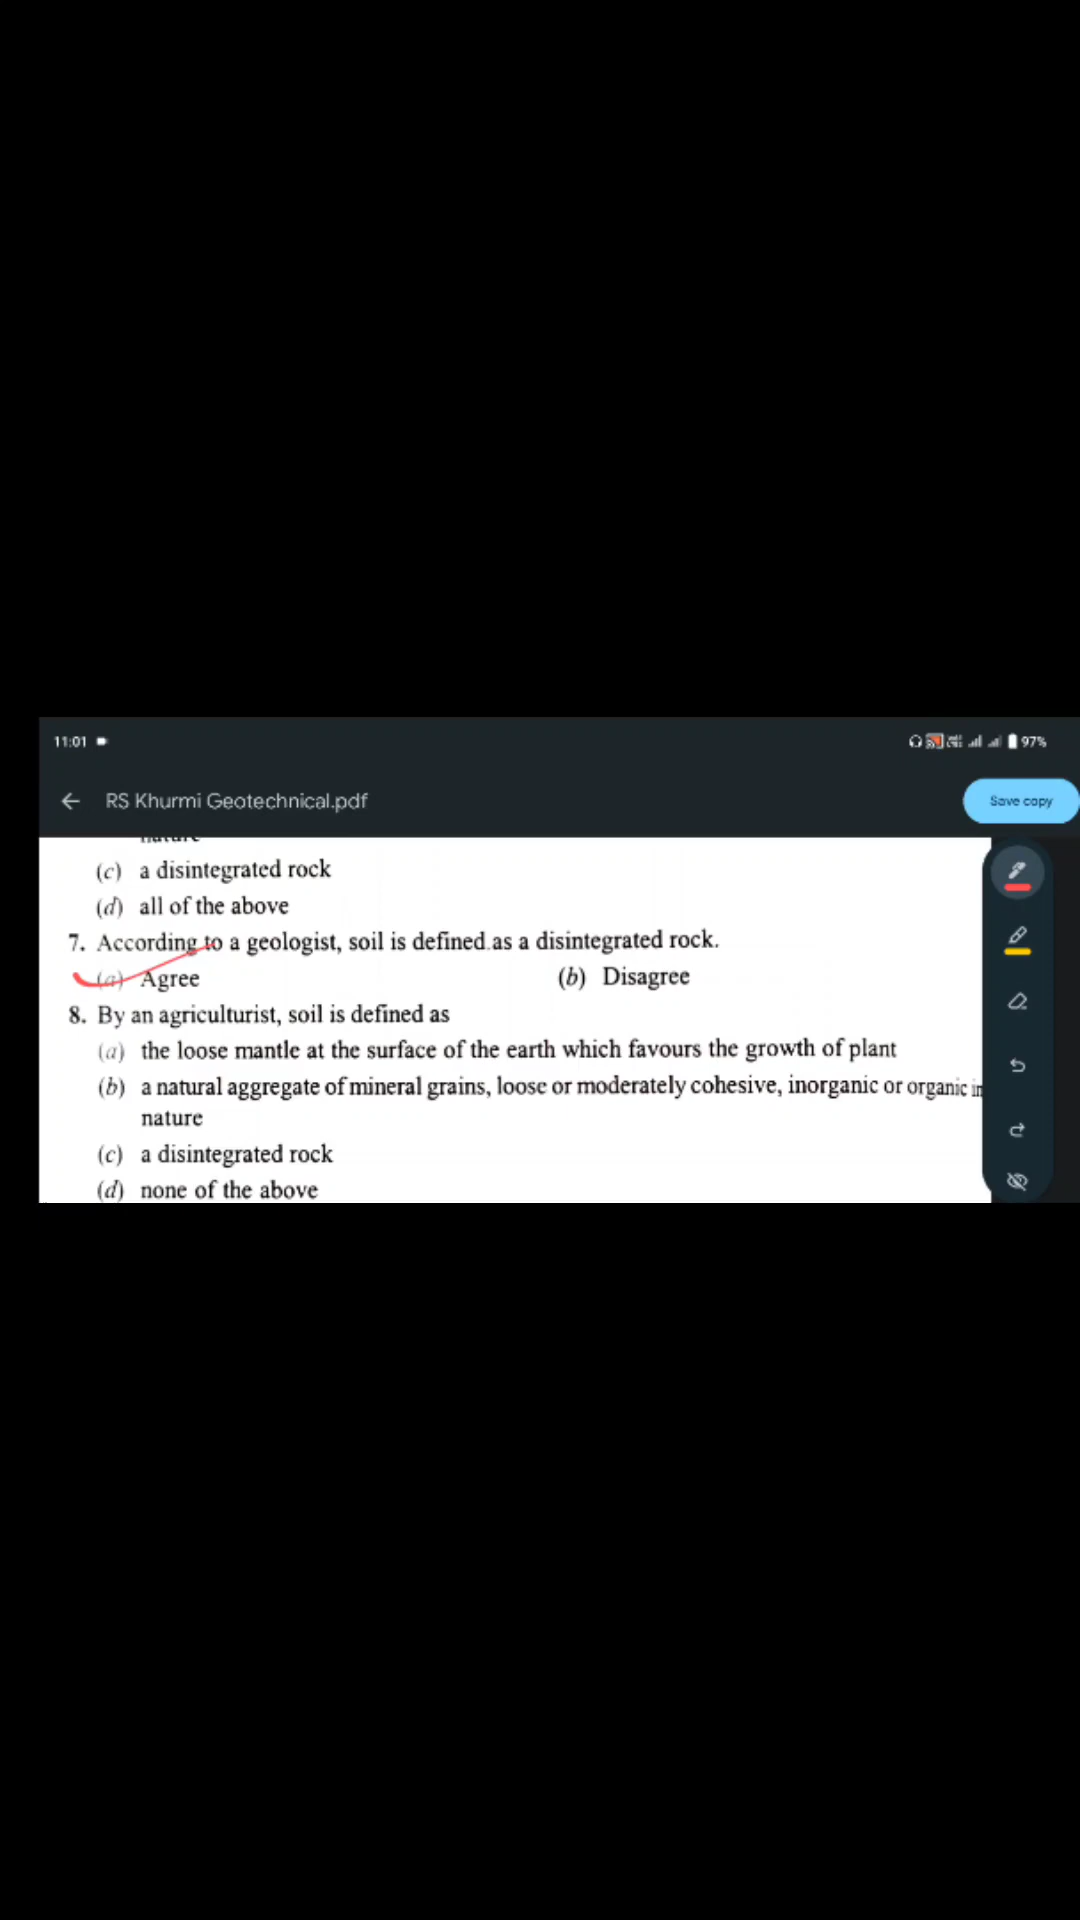 11:01
97%
RS Khurmi Geotechnical.pdf
Save copy
nature
(c) a disintegrated rock
(d) all of the above
7. According to a geologist, soil is defined as a disintegrated rock.
(a) Agree (b) Disagree
8. By an agriculturist, soil is defined as
(a) the loose mantle at the surface of the earth which favours the growth of plant
(b) a natural aggregate of mineral grains, loose or moderately cohesive, inorganic or organic in
nature
(c) a disintegrated rock
(d) none of the above